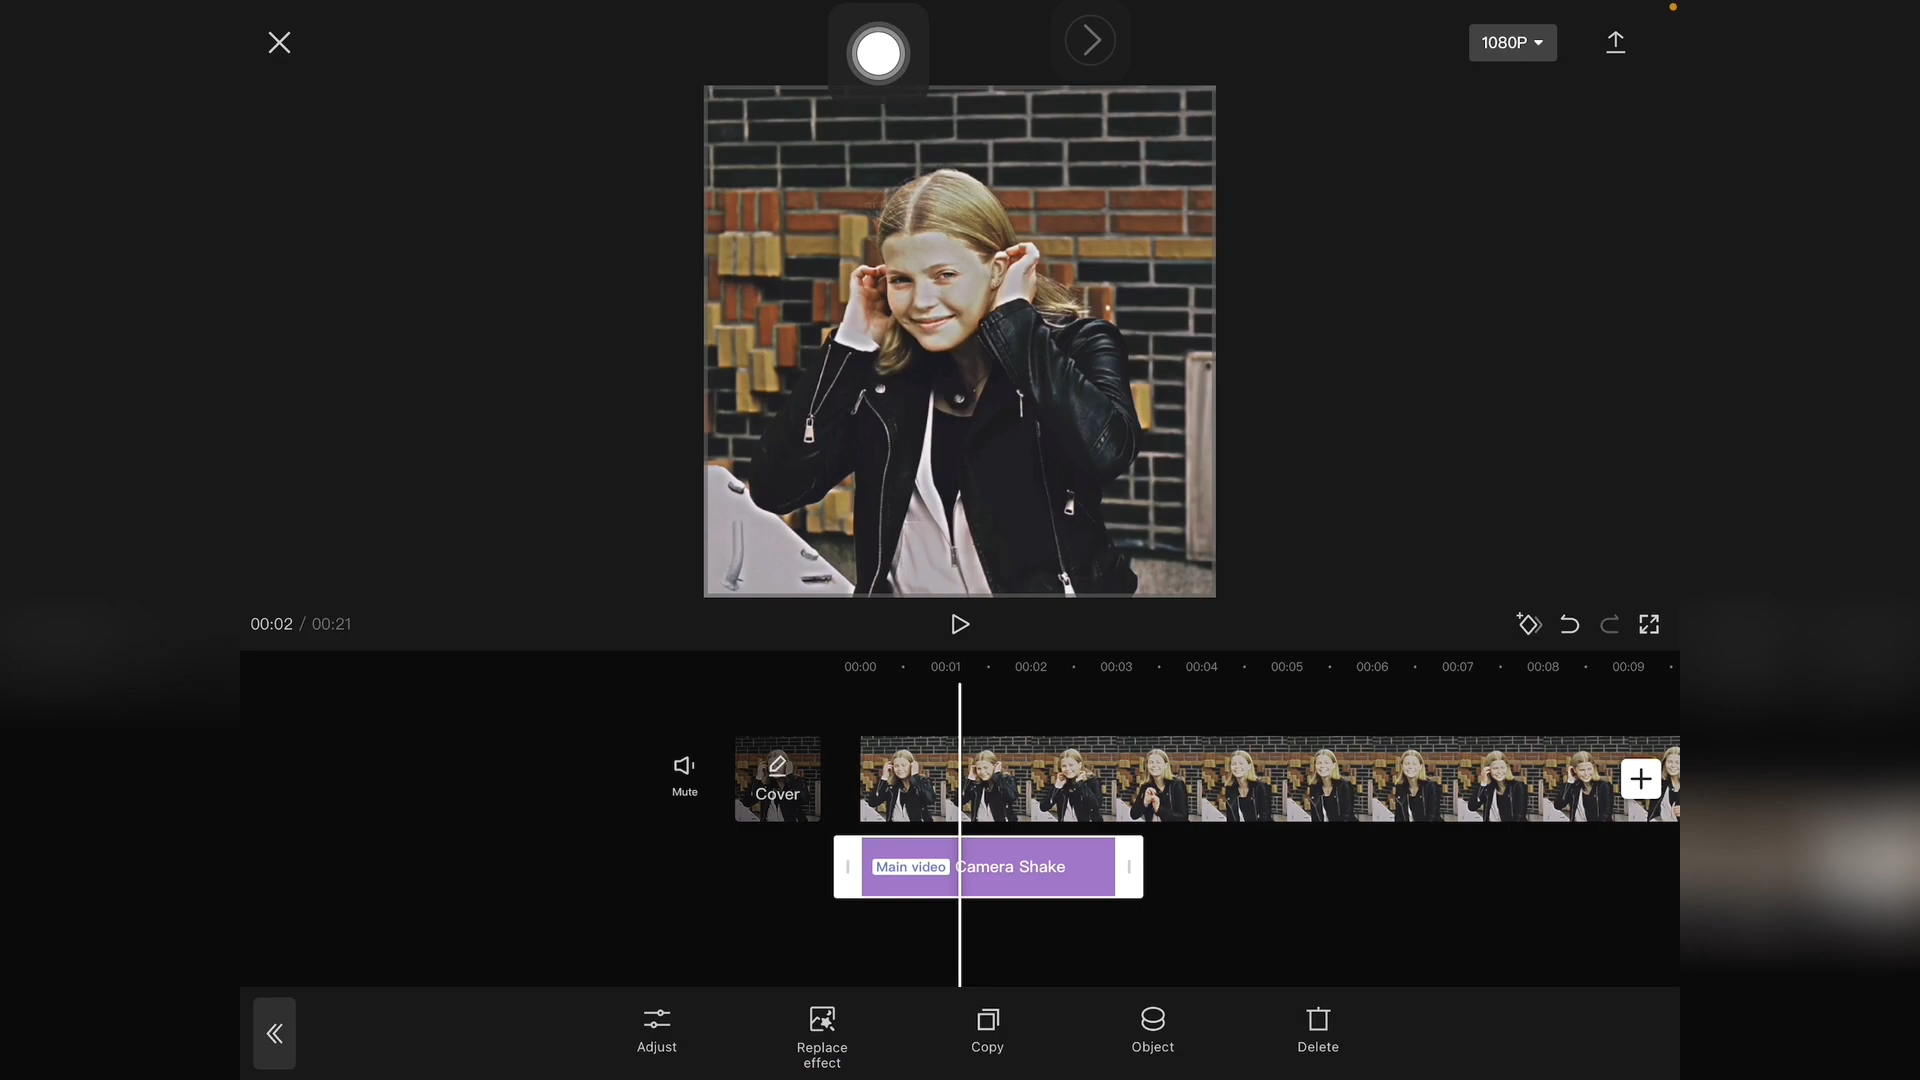 1080P
00:02 / 00:21
00:00 00:01 00:02 00:03 00:04 00:05 00:06 00:07 00:08 00:09
Mute
Cover
Main video Camera Shake
Adjust
Replace
effect
Copy
Object
Delete